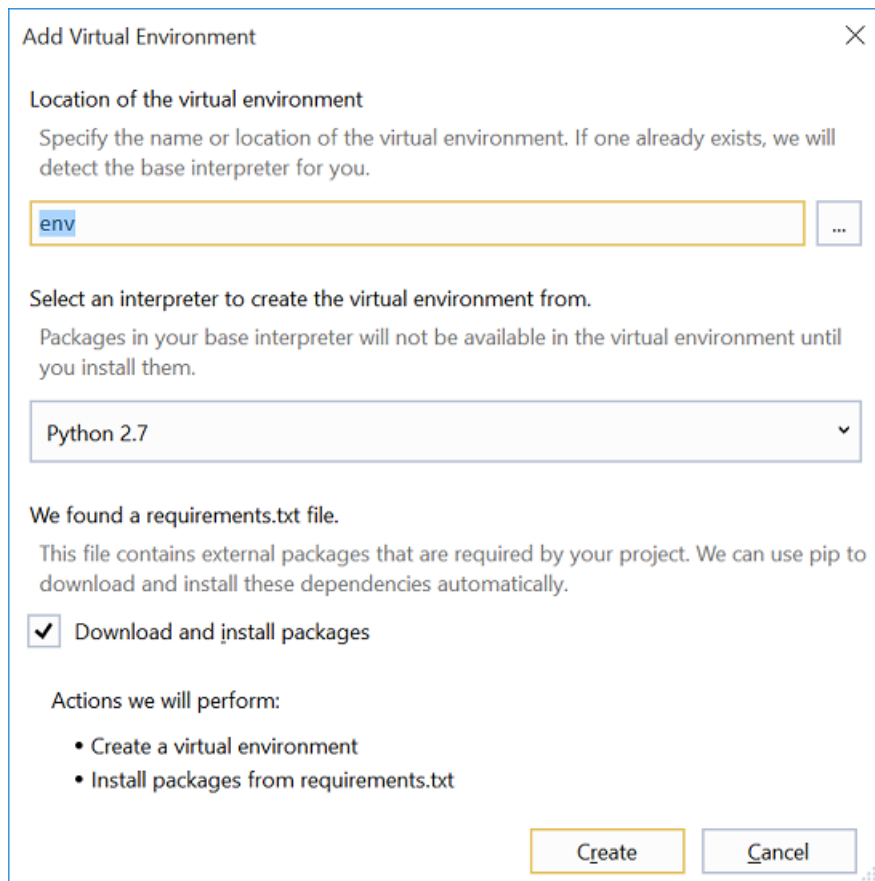 Add Virtual Environment
Location of the virtual environment
Specify the name or location of the virtual environment. If one already exists, we will
detect the base interpreter for you.
env
...
Select an interpreter to create the virtual environment from.
Packages in your base interpreter will not be available in the virtual environment until
you install them.
Python 2.7
We found a requirements.txt file.
This file contains external packages that are required by your project. We can use pip to
download and install these dependencies automatically.
Download and install packages
Actions we will perform:
• Create a virtual environment
• Install packages from requirements.txt
Create
Cancel